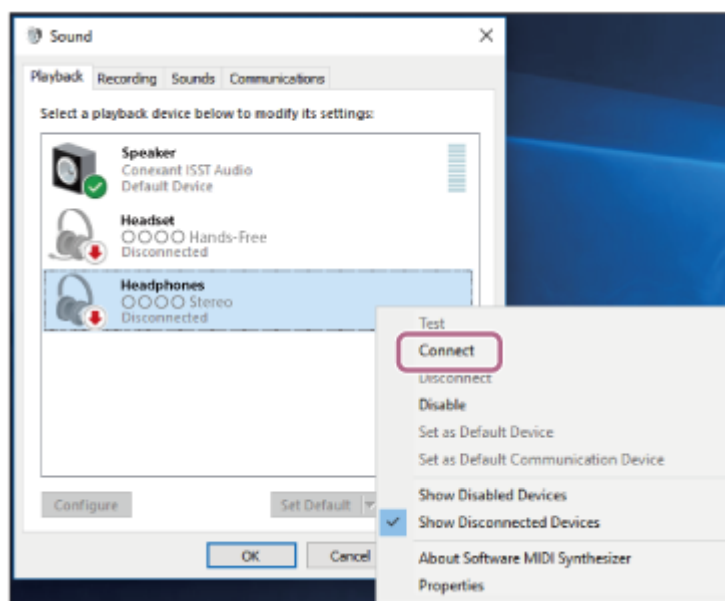 Sound
Playback Recording Sounds Communications
Select a playback device below to modify its settings:
Speaker
Conexant ISST Audio
Default Device
Headset
○○○○ Hands-Free
Disconnected
Headphones
○○○○ Stereo
Disconnected
Test
Connect
Disconnect
Disable
Set as Default Device
Set as Default Communication Device
Show Disabled Devices
Show Disconnected Devices
About Software MIDI Synthesizer
Properties
Configure
Set Default
OK
Cancel